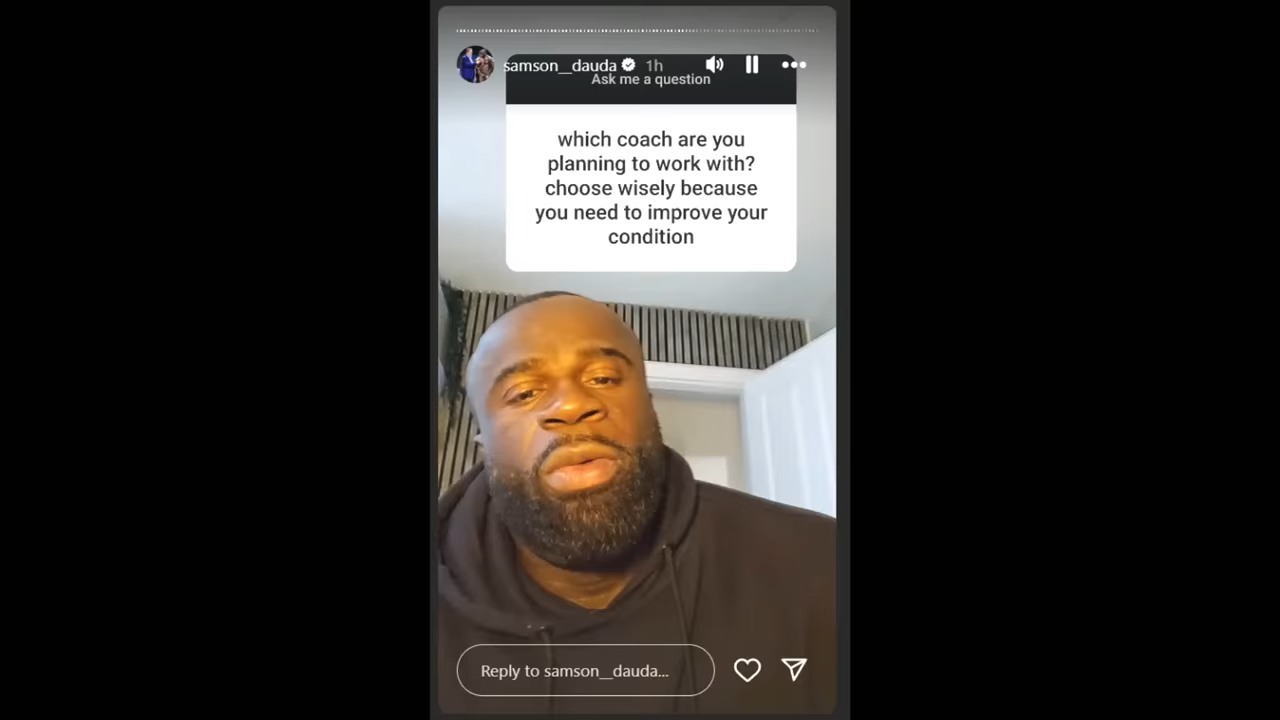 samson__dauda 1h
Ask me a question
which coach are you
planning to work with?
choose wisely because
you need to improve your
condition
Reply to samson__dauda...